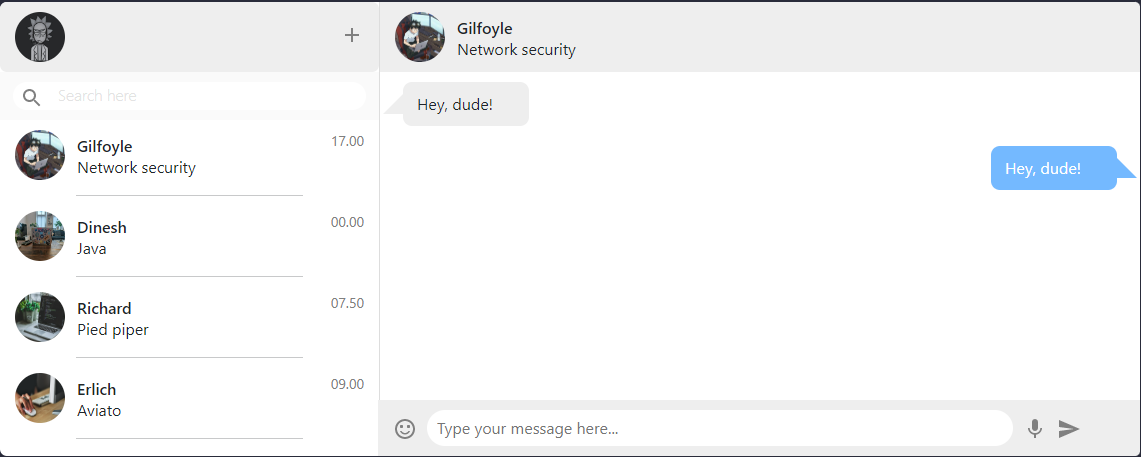 Search here
Gilfoyle
17.00
Network security
Dinesh
00.00
Java
Richard
07.50
Pied piper
Erlich
09.00
Aviato
Gilfoyle
Network security
Hey, dude!
Hey, dude!
Type your message here...